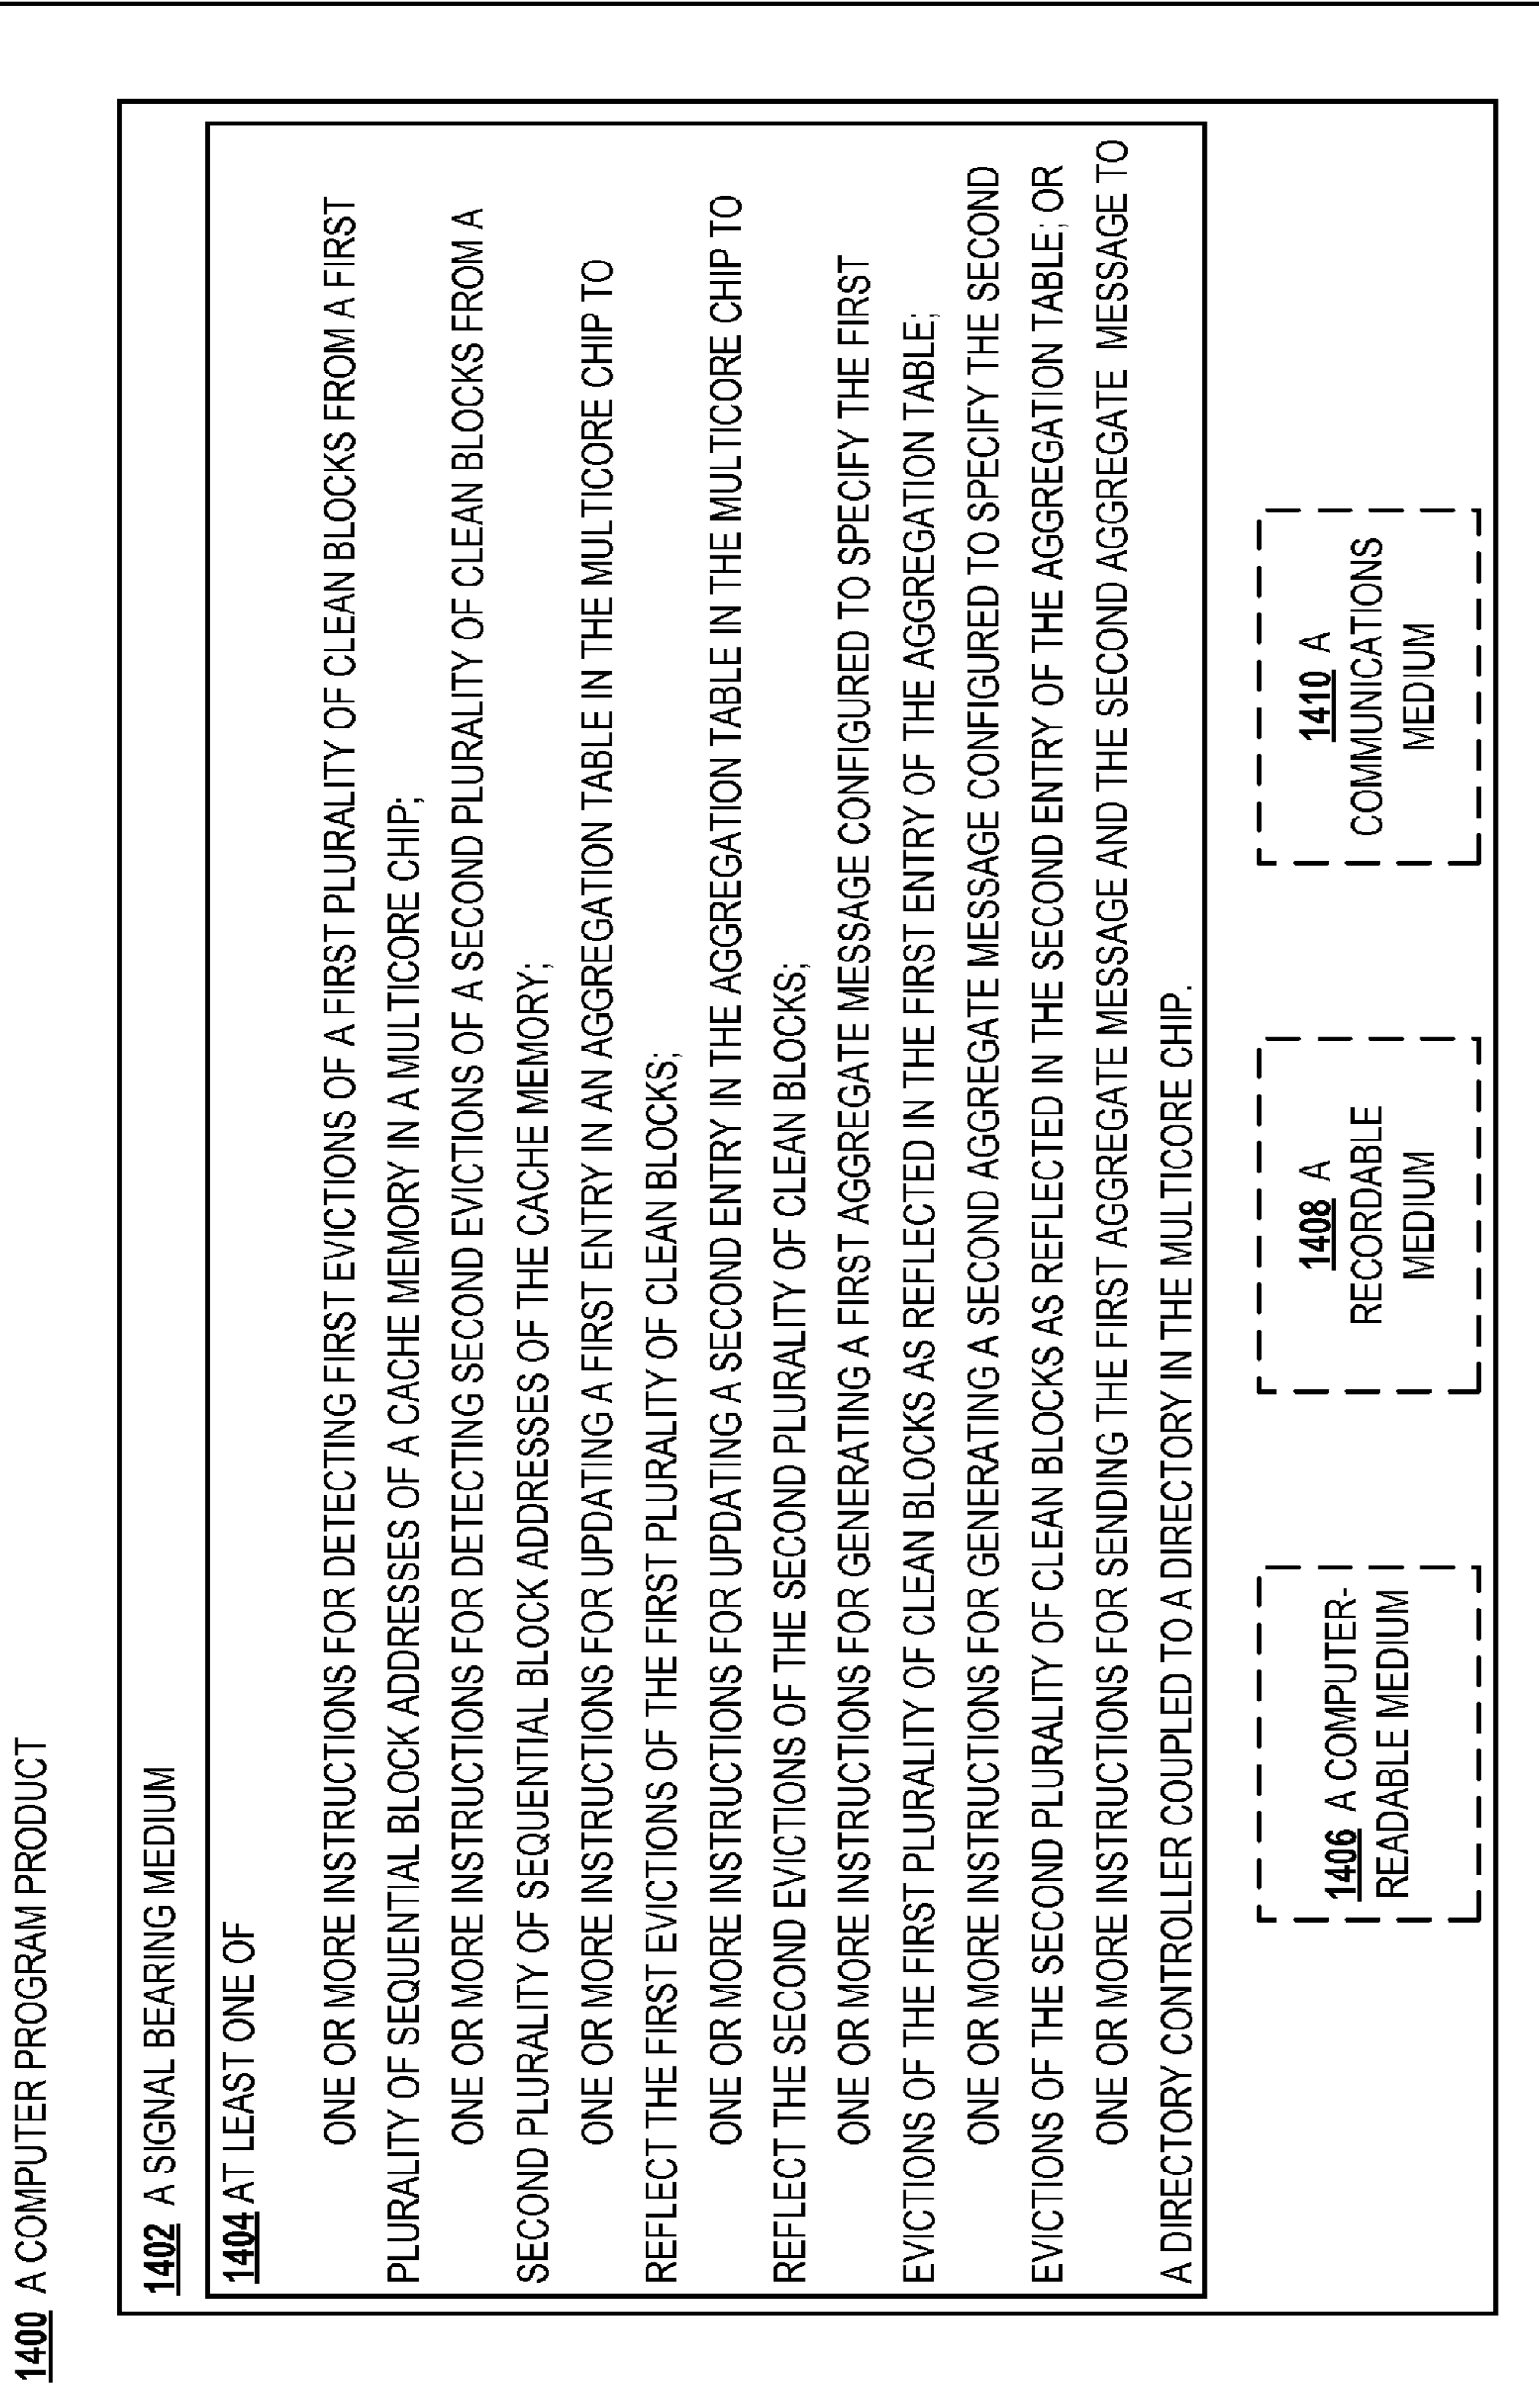 1400 A COMPUTER PROGRAM PRODUCT
1402 A SIGNAL BEARING MEDIUM
1404 AT LEAST ONE OF
ONE OR MORE INSTRUCTIONS FOR DETECTING FIRST EVICTIONS OF A FIRST PLURALITY OF CLEAN BLOCKS FROM A FIRST
PLURALITY OF SEQUENTIAL BLOCK ADDRESSES OF A CACHE MEMORY IN A MULTICORE CHIP;
ONE OR MORE INSTRUCTIONS FOR DETECTING SECOND EVICTIONS OF A SECOND PLURALITY OF CLEAN BLOCKS FROM A
SECOND PLURALITY OF SEQUENTIAL BLOCK ADDRESSES OF THE CACHE MEMORY;
ONE OR MORE INSTRUCTIONS FOR UPDATING A FIRST ENTRY IN AN AGGREGATION TABLE IN THE MULTICORE CHIP TO
REFLECT THE FIRST EVICTIONS OF THE FIRST PLURALITY OF CLEAN BLOCKS;
ONE OR MORE INSTRUCTIONS FOR UPDATING A SECOND ENTRY IN THE AGGREGATION TABLE IN THE MULTICORE CHIP TO
REFLECT THE SECOND EVICTIONS OF THE SECOND PLURALITY OF CLEAN BLOCKS;
ONE OR MORE INSTRUCTIONS FOR GENERATING A FIRST AGGREGATE MESSAGE CONFIGURED TO SPECIFY THE FIRST
EVICTIONS OF THE FIRST PLURALITY OF CLEAN BLOCKS AS REFLECTED IN THE FIRST ENTRY OF THE AGGREGATION TABLE;
ONE OR MORE INSTRUCTIONS FOR GENERATING A SECOND AGGREGATE MESSAGE CONFIGURED TO SPECIFY THE SECOND
EVICTIONS OF THE SECOND PLURALITY OF CLEAN BLOCKS AS REFLECTED IN THE SECOND ENTRY OF THE AGGREGATION TABLE; OR
ONE OR MORE INSTRUCTIONS FOR SENDING THE FIRST AGGREGATE MESSAGE AND THE SECOND AGGREGATE MESSAGE TO
A DIRECTORY CONTROLLER COUPLED TO A DIRECTORY IN THE MULTICORE CHIP.
1406 A COMPUTER-
READABLE MEDIUM
1408 A
RECORDABLE
MEDIUM
1410 A
COMMUNICATIONS
MEDIUM